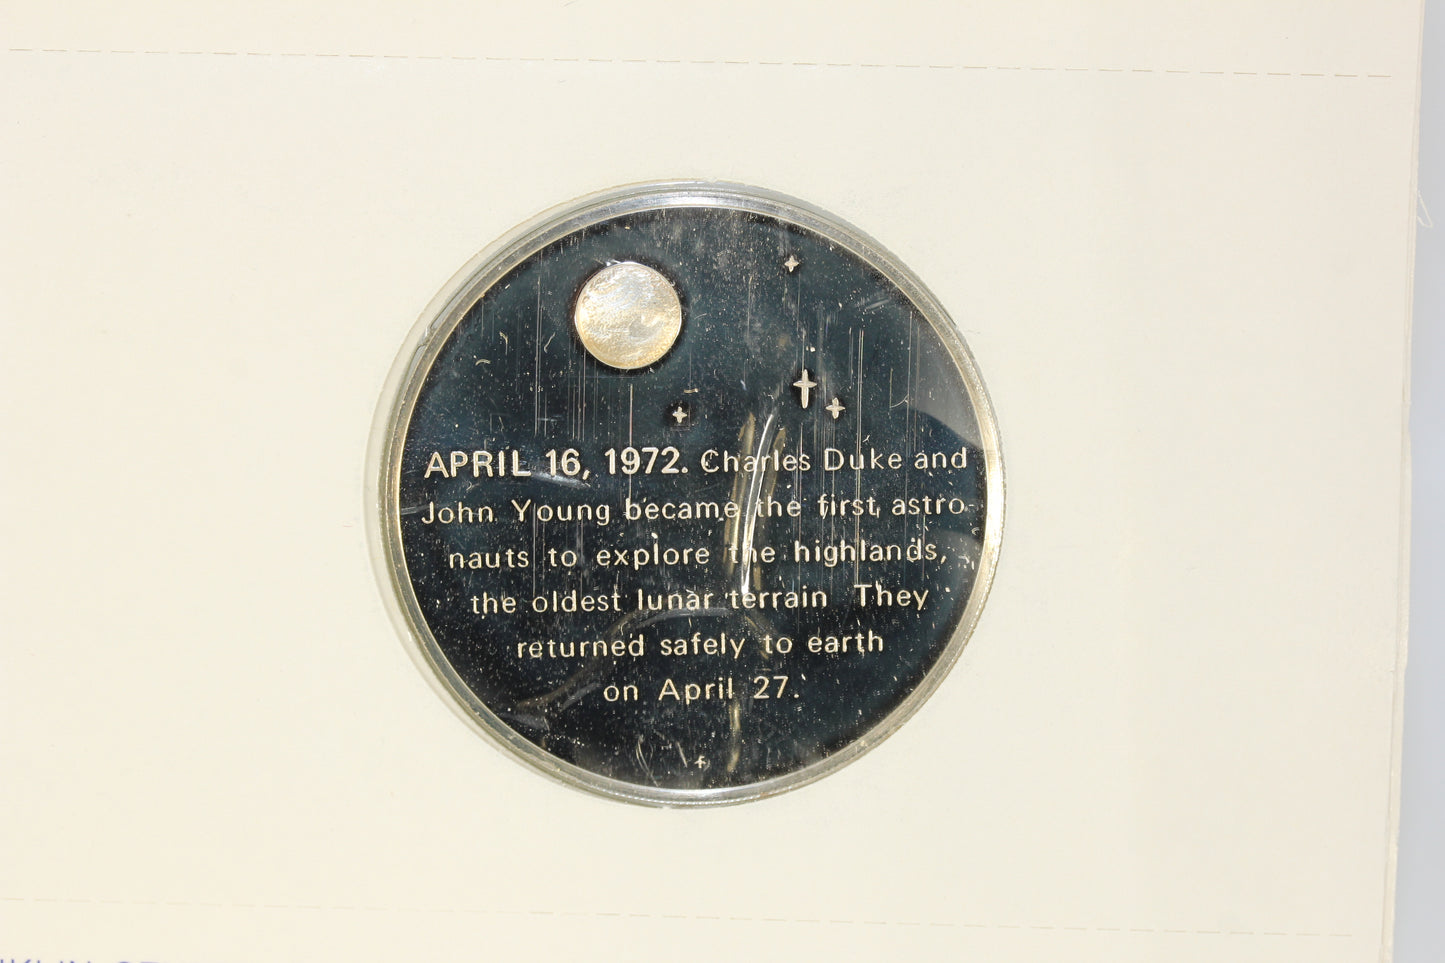 APRIL 16, 1972. Charles Duke and
John Young became the first astro-
nauts to explore the highlands,
the oldest lunar terrain They
returned safely to earth
on April 27.
f